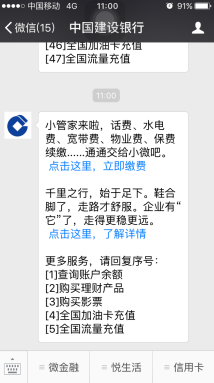 中国移动 4G 11:00 91%
微信(15) 中国建设银行
[46]全国加油卡充值
[47]全国流量充值
11:00
小管家来啦，话费、水电
费、宽带费、物业费、保费
续缴……通通交给小微吧。
点击这里，立即缴费
千里之行，始于足下。鞋合
脚了，走路才舒服。企业有“
它”了，走得更稳更远。
点击这里，了解详情
更多服务，请回复序号：
[1]查询账户余额
[2]购买理财产品
[3]购买影票
[4]全国加油卡充值
[5]全国流量充值
微金融 悦生活 信用卡